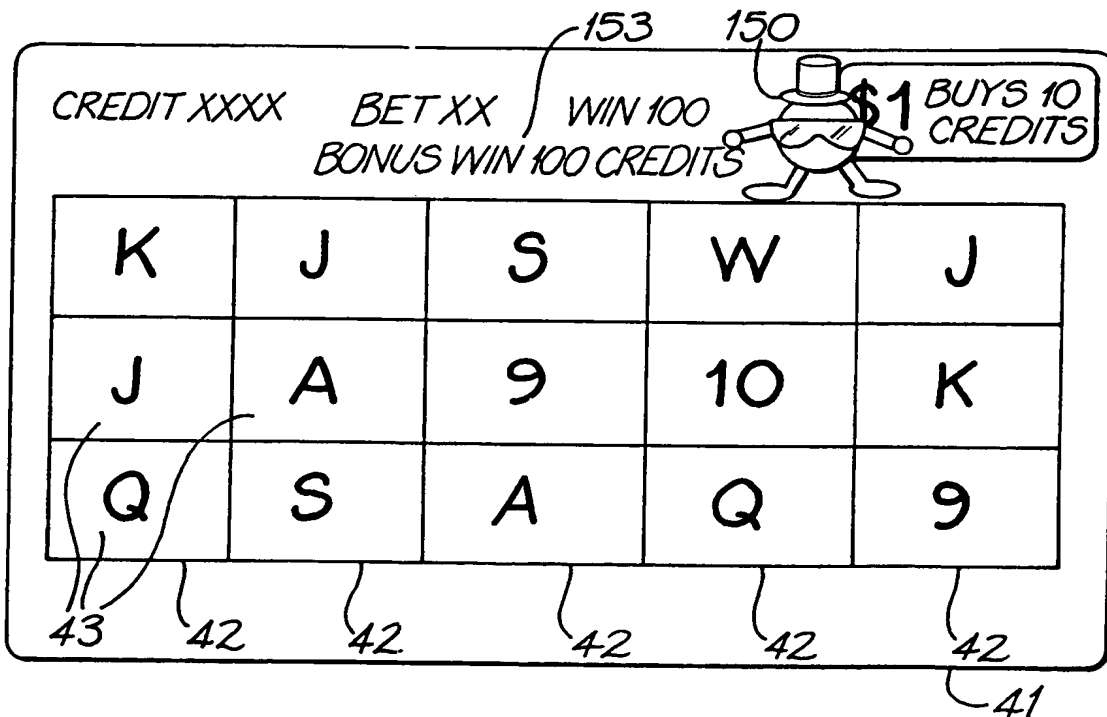 153 150
CREDIT XXXX BET XX WIN 100 $1 BUYS 10
BONUS WIN 100 CREDITS CREDITS
K J S W J
J A 9 10 K
Q S A Q 9
43 42 42 42 42 42
41